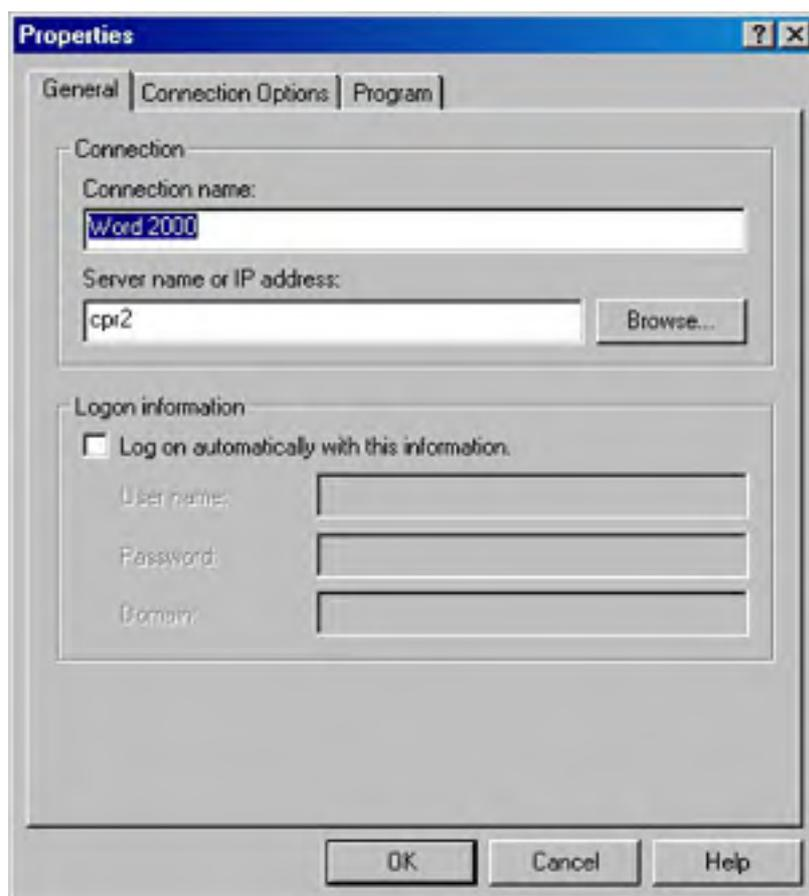 Properties
General Connection Options Program
Connection
Connection name:
Word 2000
Server name or IP address:
cpr2 Browse...
Logon information
Log on automatically with this information.
User name:
Password:
Domain:
OK Cancel Help